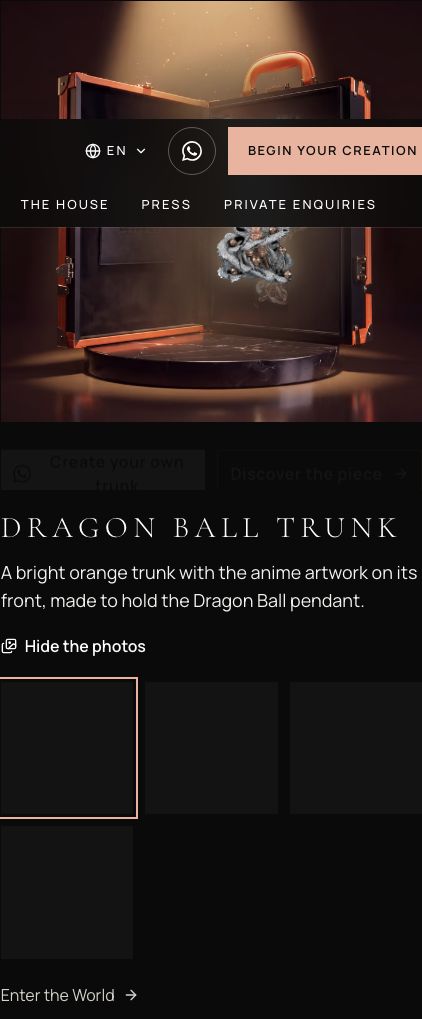 EN
BEGIN YOUR CREATION
THE HOUSE PRESS PRIVATE ENQUIRIES
Create your own
trunk
Discover the piece
DRAGON BALL TRUNK
A bright orange trunk with the anime artwork on its
front, made to hold the Dragon Ball pendant.
Hide the photos
Enter the World